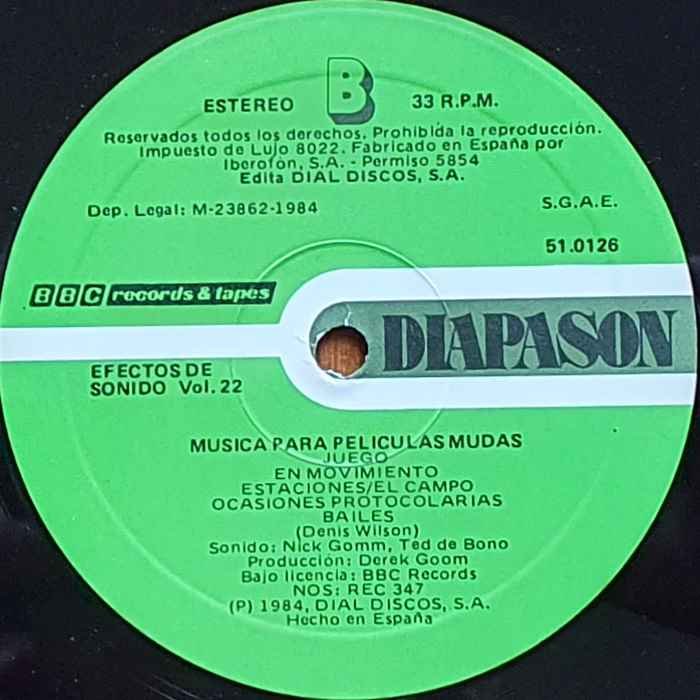 ESTEREO B 33 R.P.M.
Reservados todos los derechos. Prohibida la reproducción.
Impuesto de Lujo 8022. Fabricado en España por
Iberofón, S.A. - Permiso 5854
Edita DIAL DISCOS, S.A.
Dep. Legal: M-23862-1984
S.G.A.E.
51.0126
BBC records & tapes
DIAPASON
EFECTOS DE
SONIDO Vol. 22
MUSICA PARA PELICULAS MUDAS
JUEGO
EN MOVIMIENTO
ESTACIONES/EL CAMPO
OCASIONES PROTOCOLARIAS
BAILES
(Denis Wilson)
Sonido: Nick Gomm, Ted de Bono
Producción: Derek Goom
Bajo licencia: BBC Records
NOS: REC 347
(P) 1984, DIAL DISCOS, S.A.
Hecho en España